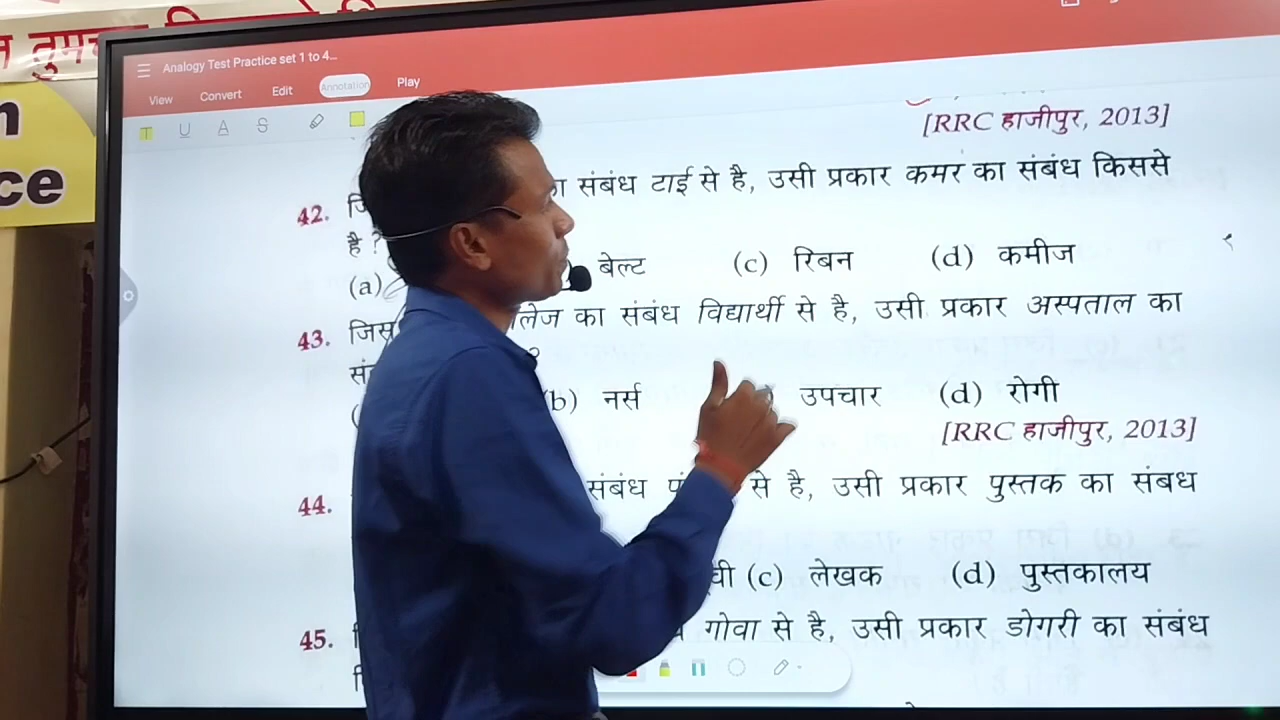 तुम
ce
Analogy Test Practice set 1 to 4...
View Convert Edit Annotation Play
T U A S
[RRC हाजीपुर, 2013]
42. संबंध टाई से है, उसी प्रकार कमर का संबंध किससे
है ?
(a) बेल्ट (c) रिबन (d) कमीज
43. जिस लेज का संबंध विद्यार्थी से है, उसी प्रकार अस्पताल का
(b) नर्स उपचार (d) रोगी
[RRC हाजीपुर, 2013]
44. संबंध से है, उसी प्रकार पुस्तक का संबध
(c) लेखक (d) पुस्तकालय
45. गोवा से है, उसी प्रकार डोगरी का संबंध